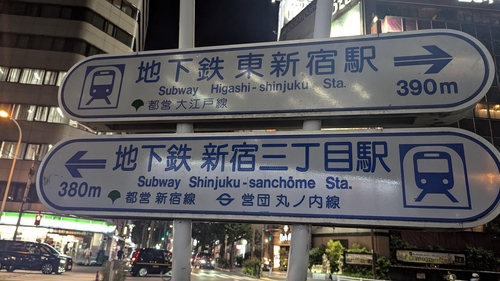 地下鉄 東新宿駅
Subway Higashi-shinjuku Sta.
都営 大江戸線
390m
地下鉄 新宿三丁目駅
380m
Subway Shinjuku-sanchōme Sta.
都営 新宿線 営団 丸ノ内線